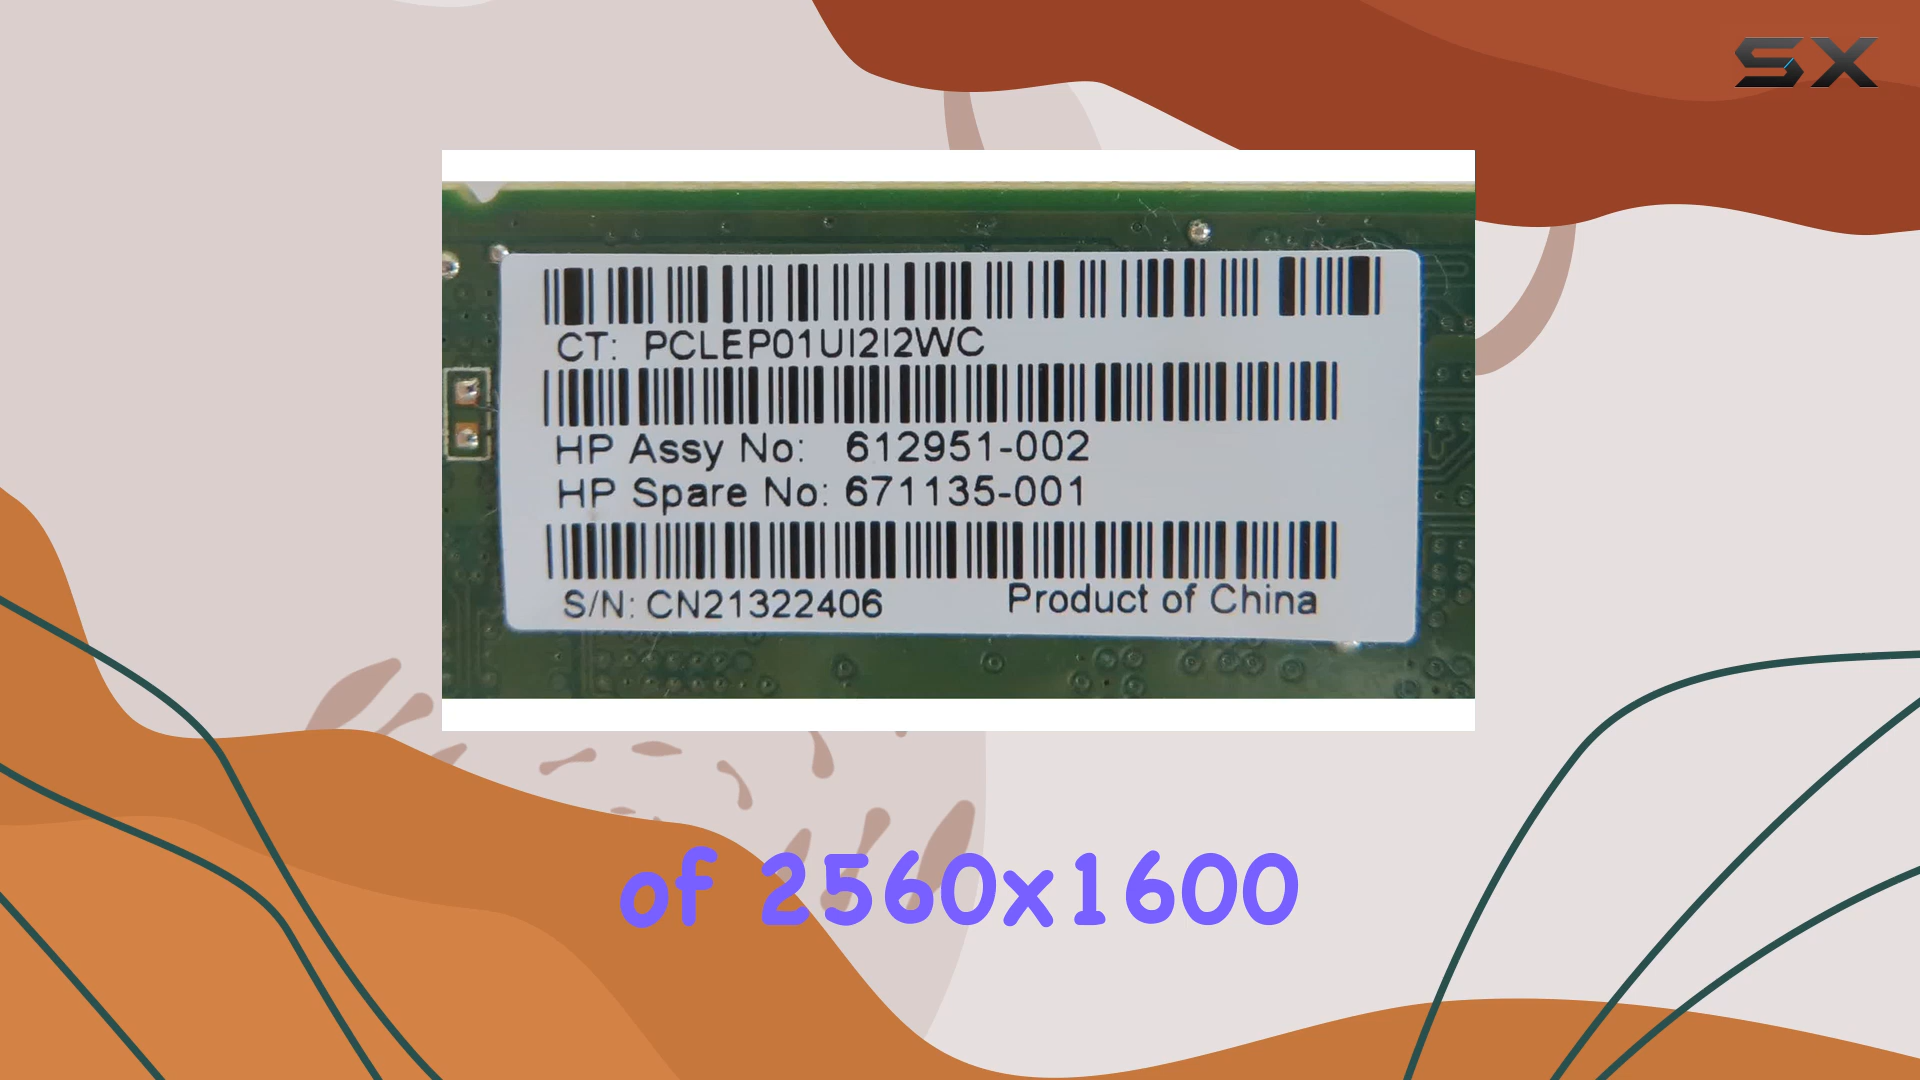 SX
CT: PCLEP01UI2I2WC
HP Assy No: 612951-002
HP Spare No: 671135-001
S/N: CN21322406 Product of China
of 2560x1600